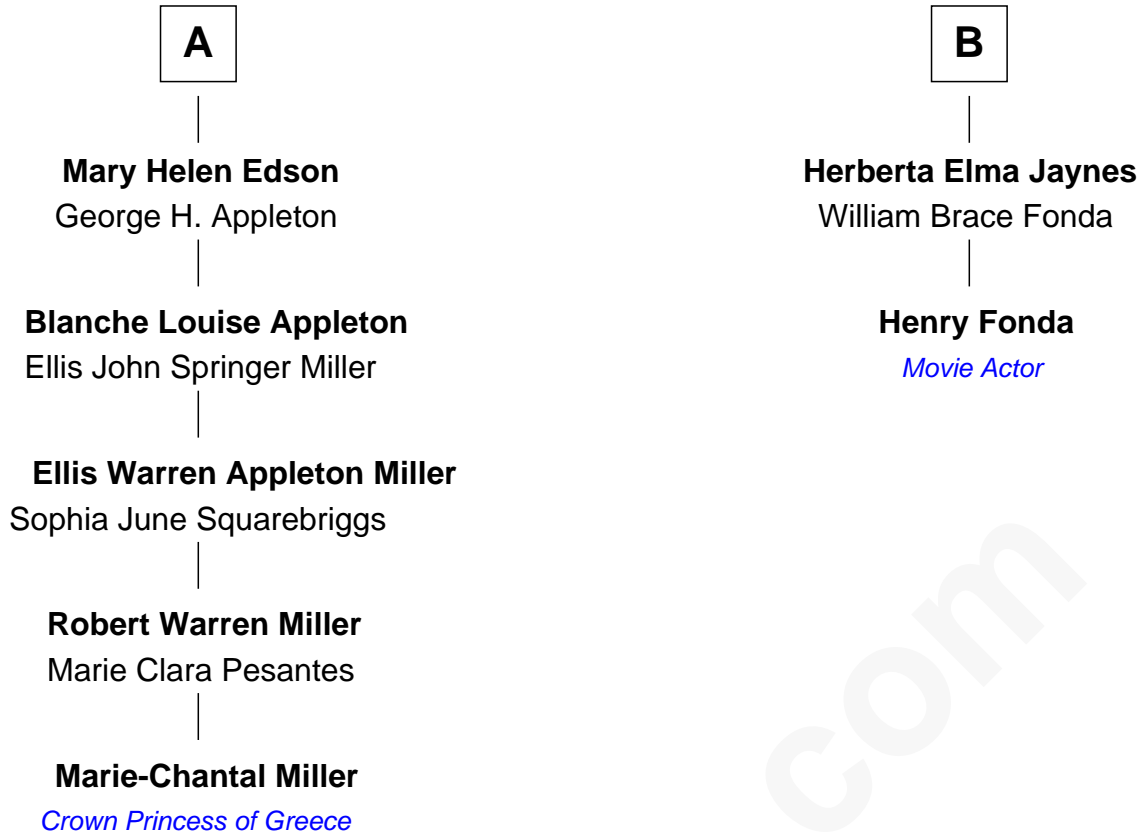 A
Mary Helen Edson
George H. Appleton
Blanche Louise Appleton
Ellis John Springer Miller
Ellis Warren Appleton Miller
Sophia June Squarebriggs
Robert Warren Miller
Marie Clara Pesantes
Marie-Chantal Miller
Crown Princess of Greece
B
Herberta Elma Jaynes
William Brace Fonda
Henry Fonda
Movie Actor
com